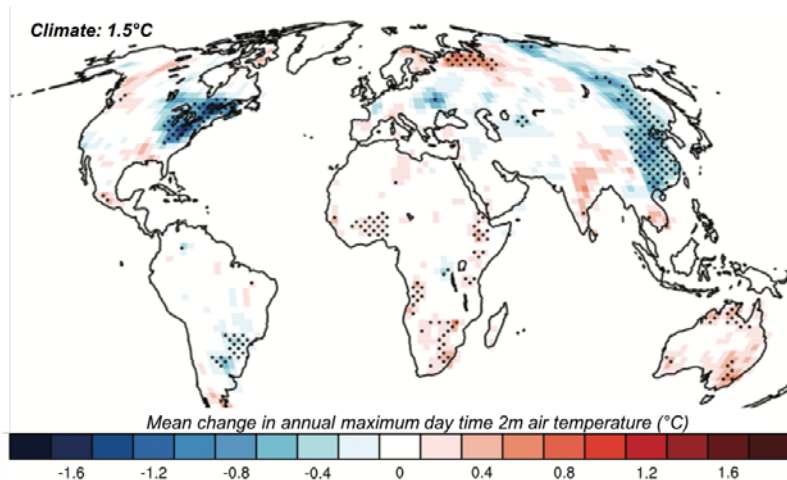 Climate: 1.5°C
Mean change in annual maximum day time 2m air temperature (°C)
-1.6 -1.2 -0.8 -0.4 0 0.4 0.8 1.2 1.6